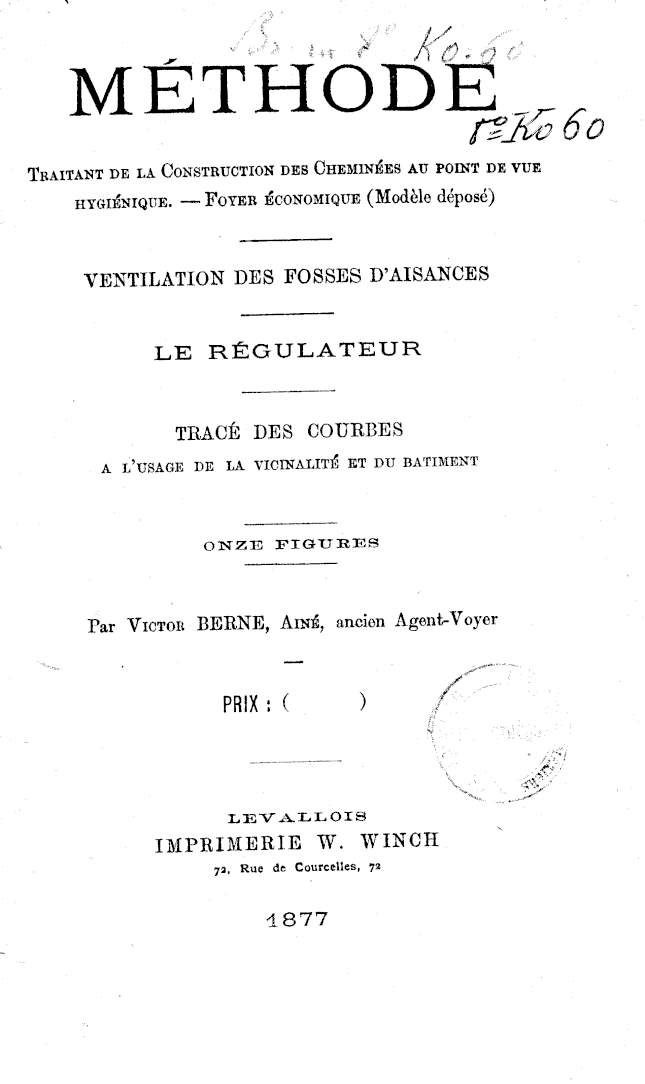 MÉTHODE
8º Ko 60
TRAITANT DE LA CONSTRUCTION DES CHEMINÉES AU POINT DE VUE
HYGIÉNIQUE. — FOYER ÉCONOMIQUE (Modèle déposé)
VENTILATION DES FOSSES D'AISANCES
LE RÉGULATEUR
TRACÉ DES COURBES
A L'USAGE DE LA VICINALITÉ ET DU BATIMENT
ONZE FIGURES
Par VICTOR BERNE, AINÉ, ancien Agent-Voyer
PRIX : ( )
LEVALLOIS
IMPRIMERIE W. WINCH
72, Rue de Courcelles, 72
1877